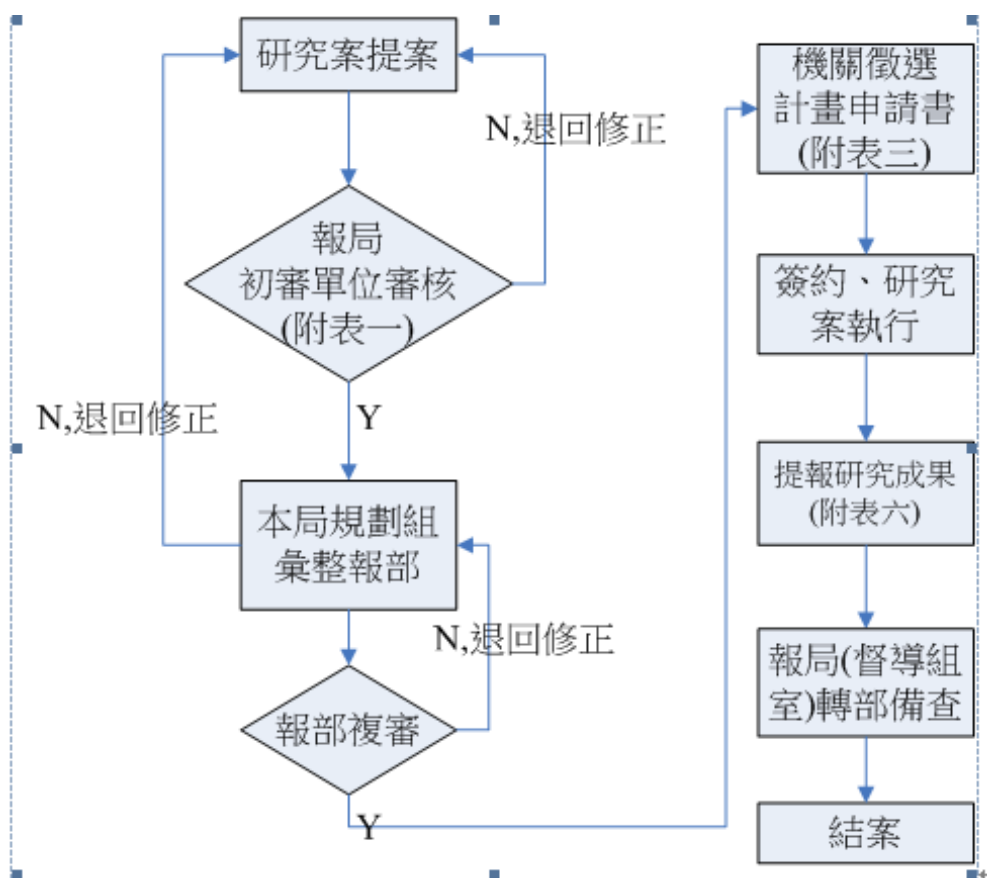 研究案提案
N,退回修正
報局
初審單位審核
(附表一)
N,退回修正
Y
本局規劃組
彙整報部
N,退回修正
報部複審
Y
機關徵選
計畫申請書
(附表三)
簽約、研究
案執行
提報研究成果
(附表六)
報局(督導組
室)轉部備查
結案